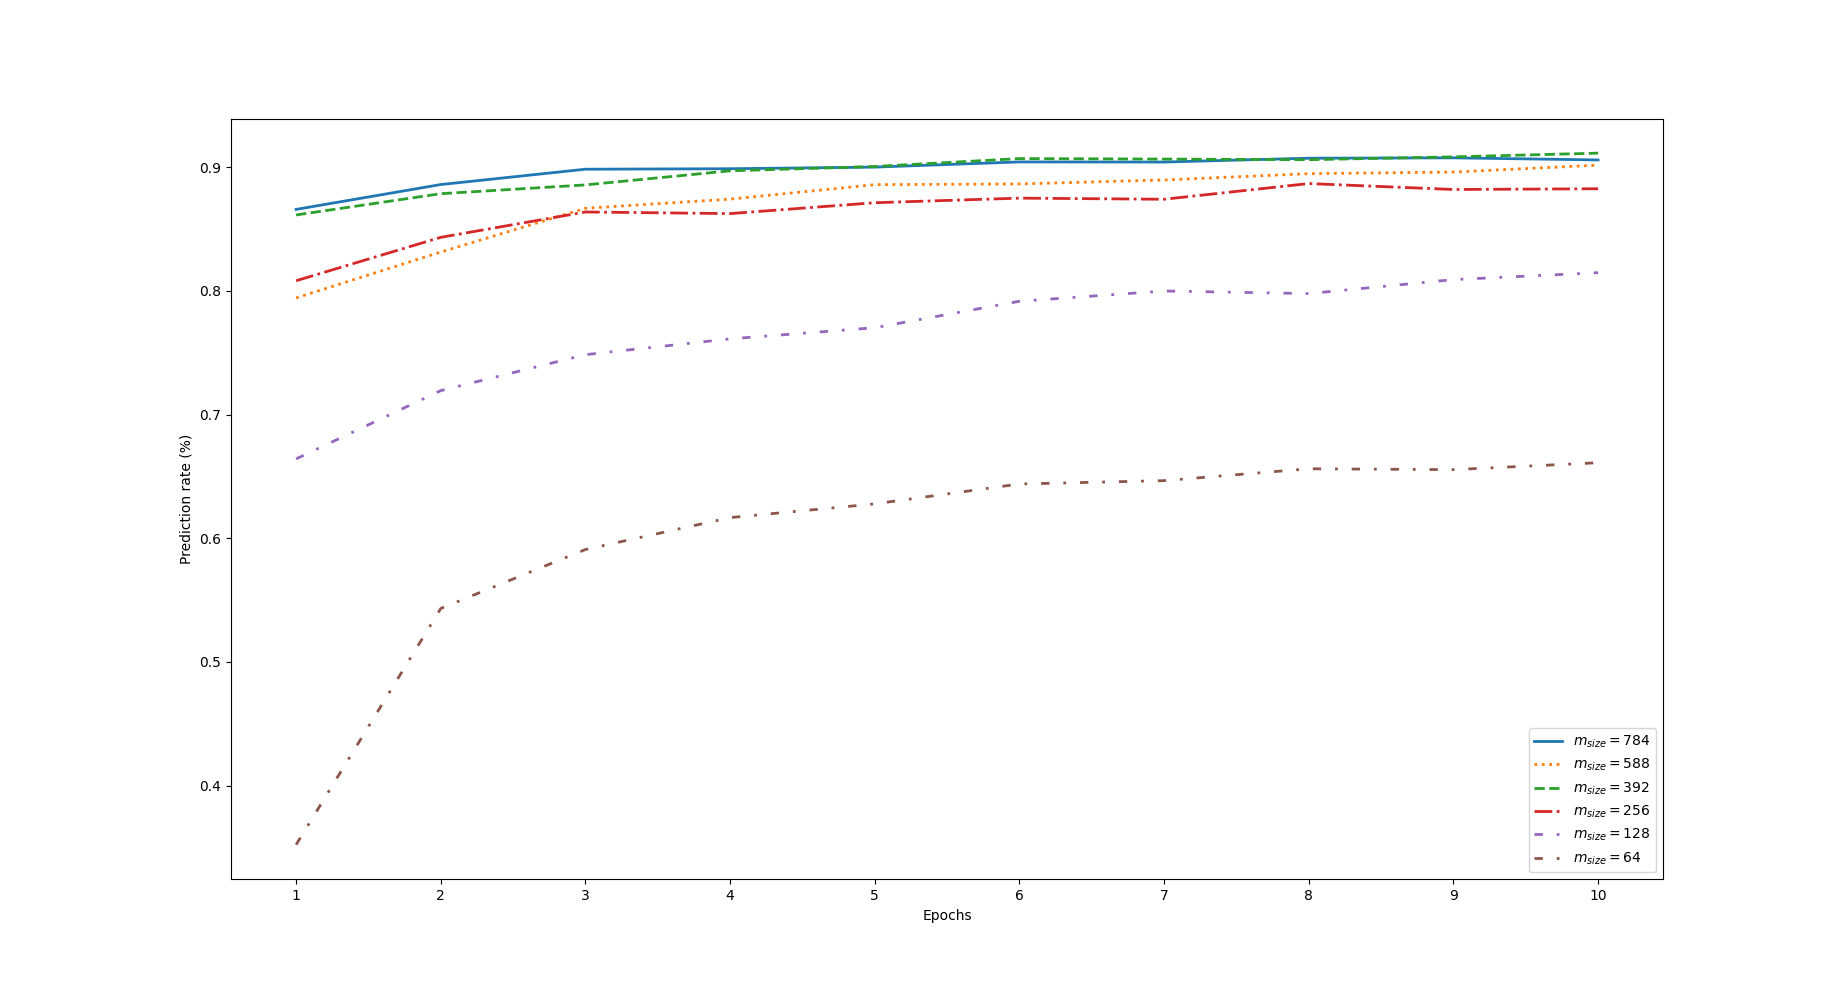 0.9
0.8
0.7
0.6
0.5
0.4
Prediction rate (%)
1 2 3 4 5 6 7 8 9 10
Epochs
m_size = 784
m_size = 588
m_size = 392
m_size = 256
m_size = 128
m_size = 64